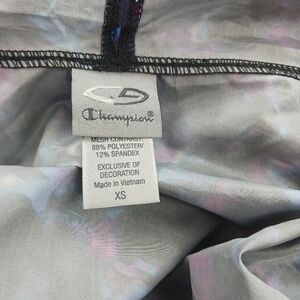 Champion®
MESH CONTRAST:
88% POLYESTER/
12% SPANDEX
EXCLUSIVE OF
DECORATION
Made in Vietnam
XS